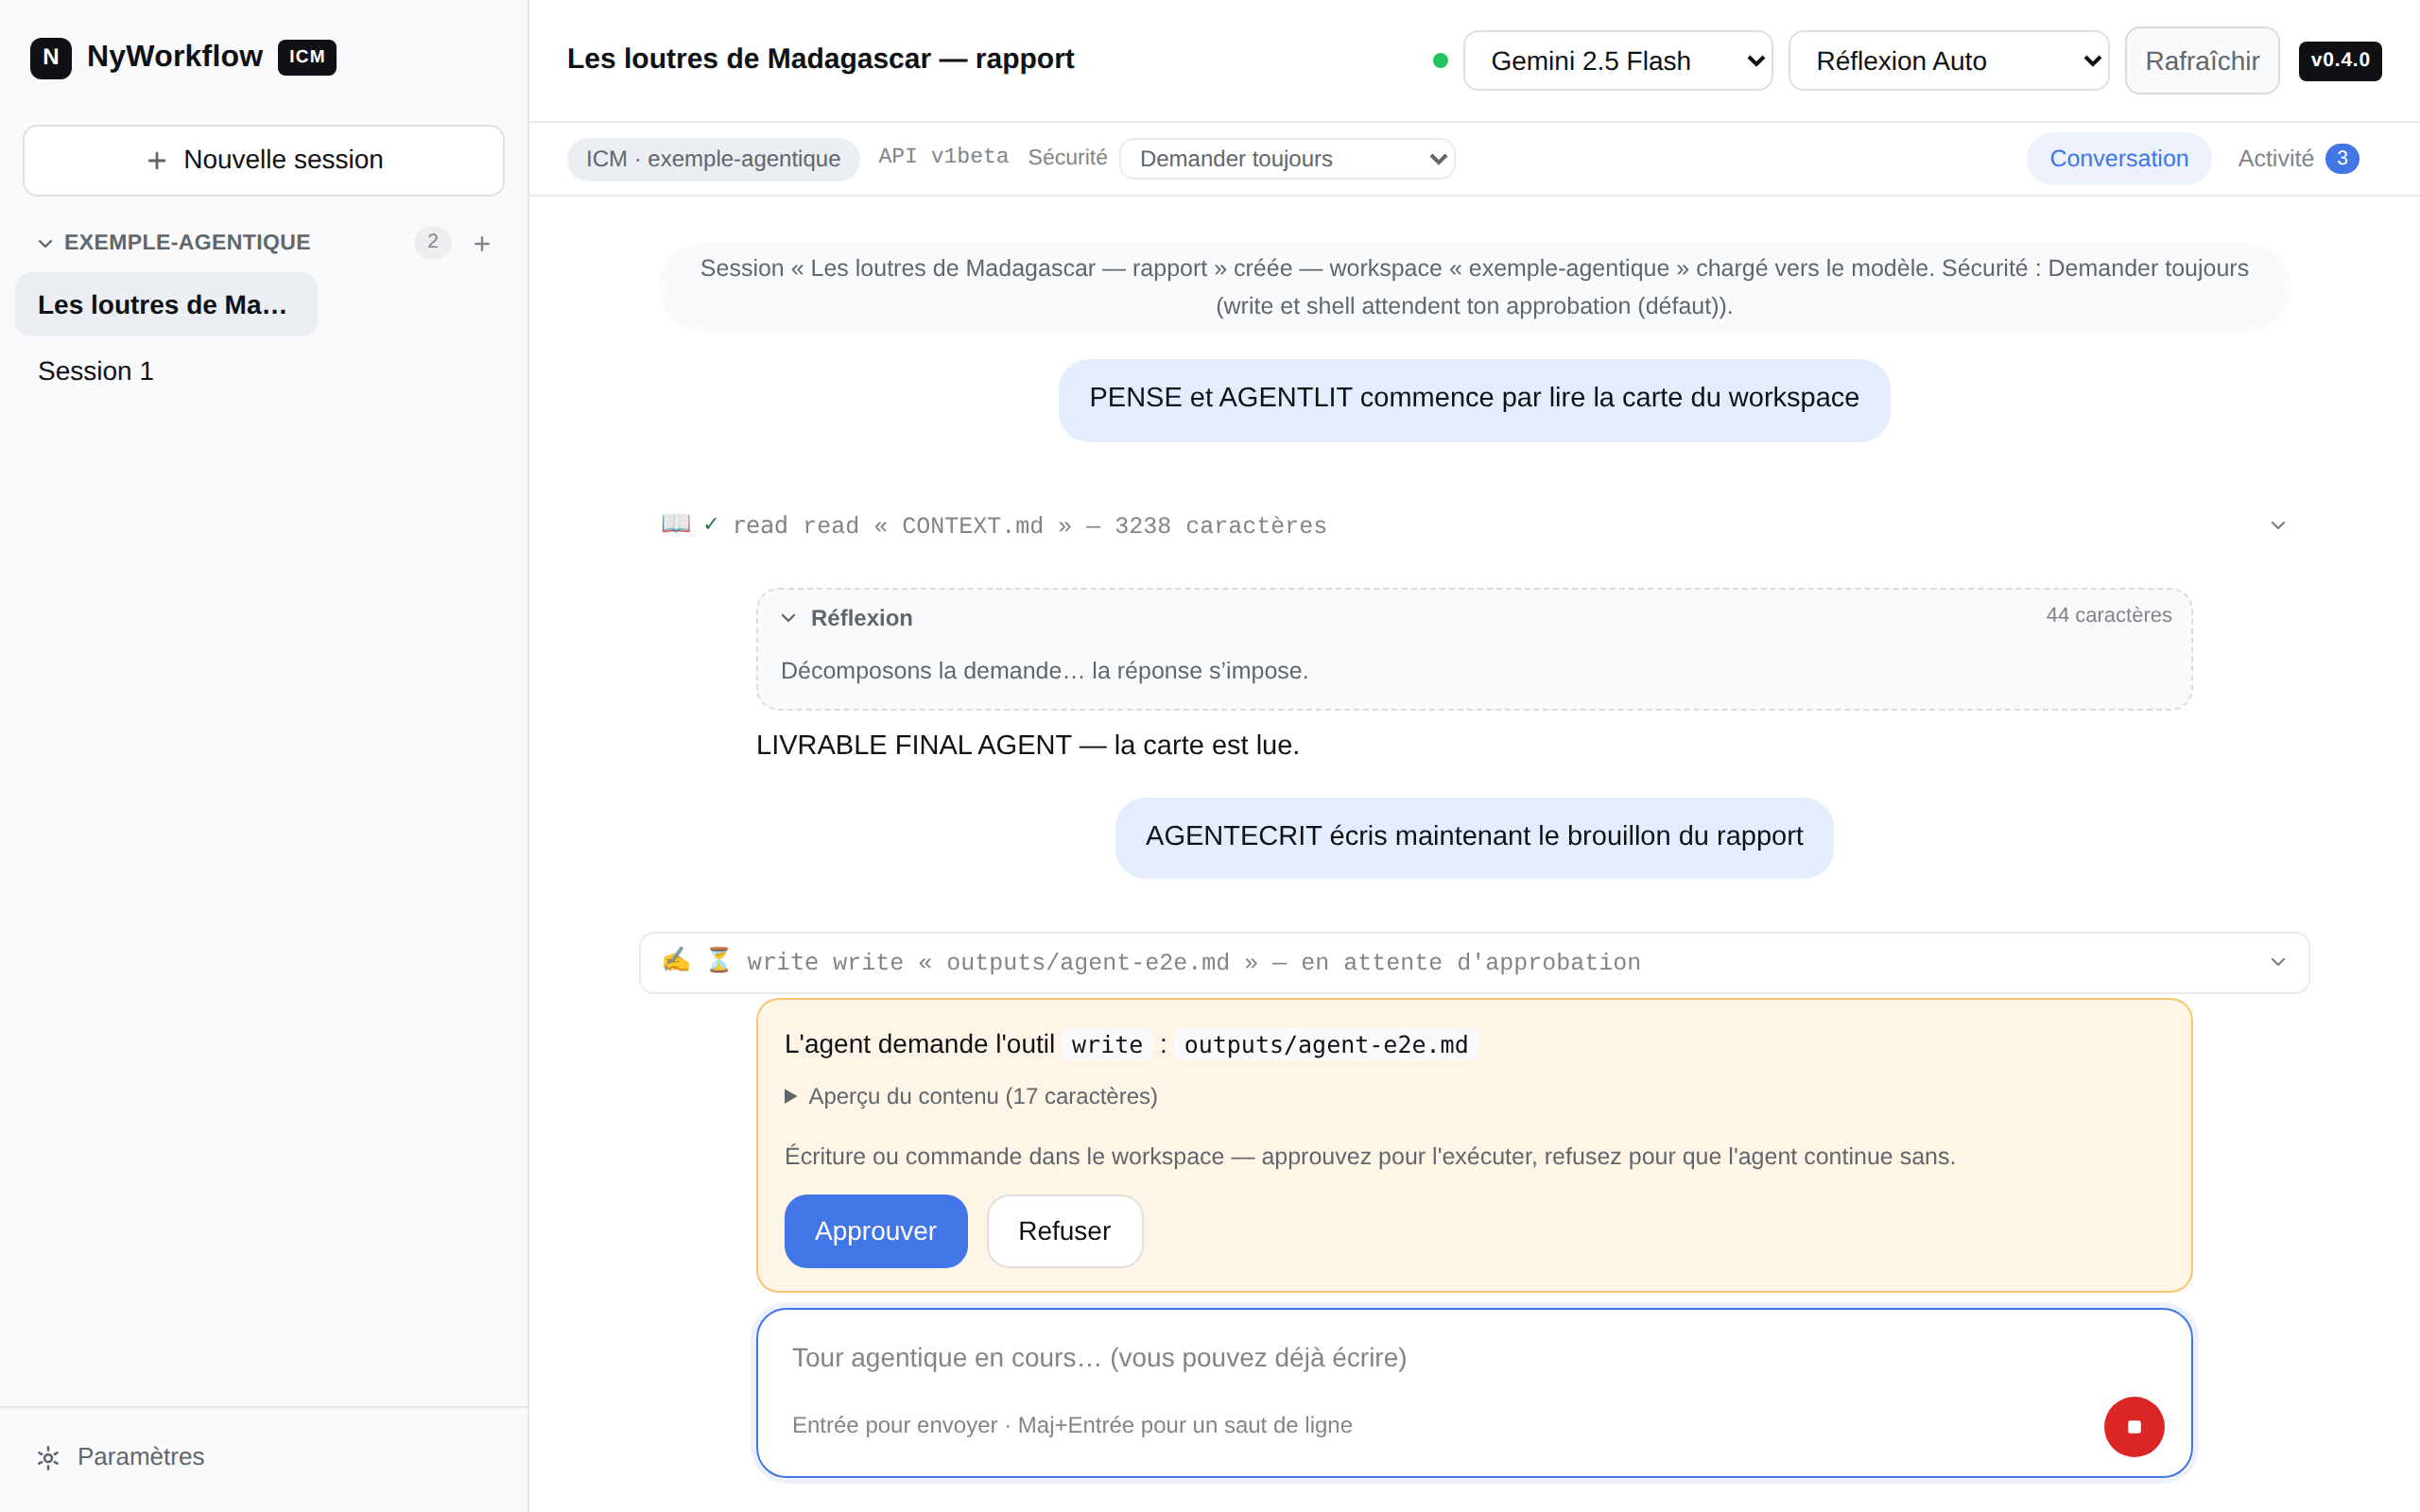 N NyWorkflow ICM
+ Nouvelle session
EXEMPLE-AGENTIQUE 2 +
Les loutres de Ma…
Session 1
Paramètres
Les loutres de Madagascar — rapport
Gemini 2.5 Flash
Réflexion Auto
Rafraîchir
v0.4.0
ICM · exemple-agentique API v1beta Sécurité Demander toujours
Conversation Activité 3
Session « Les loutres de Madagascar — rapport » créée — workspace « exemple-agentique » chargé vers le modèle. Sécurité : Demander toujours
(write et shell attendent ton approbation (défaut)).
PENSE et AGENTLIT commence par lire la carte du workspace
📖 ✓ read read « CONTEXT.md » — 3238 caractères
Réflexion 44 caractères
Décomposons la demande… la réponse s’impose.
LIVRABLE FINAL AGENT — la carte est lue.
AGENTECRIT écris maintenant le brouillon du rapport
✍️ ⏳ write write « outputs/agent-e2e.md » — en attente d'approbation
L'agent demande l'outil write : outputs/agent-e2e.md
▶ Aperçu du contenu (17 caractères)
Écriture ou commande dans le workspace — approuvez pour l'exécuter, refusez pour que l'agent continue sans.
Approuver Refuser
Tour agentique en cours… (vous pouvez déjà écrire)
Entrée pour envoyer · Maj+Entrée pour un saut de ligne